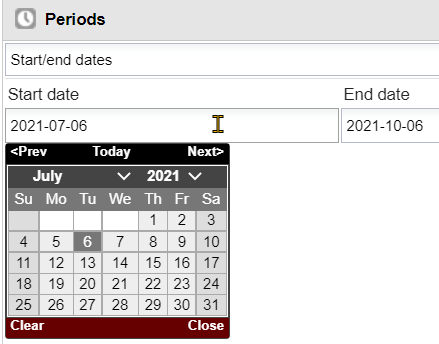 Periods
Start/end dates
Start date End date
2021-07-06 2021-10-06
<Prev Today Next>
July 2021
Su Mo Tu We Th Fr Sa
1 2 3
4 5 6 7 8 9 10
11 12 13 14 15 16 17
18 19 20 21 22 23 24
25 26 27 28 29 30 31
Clear Close